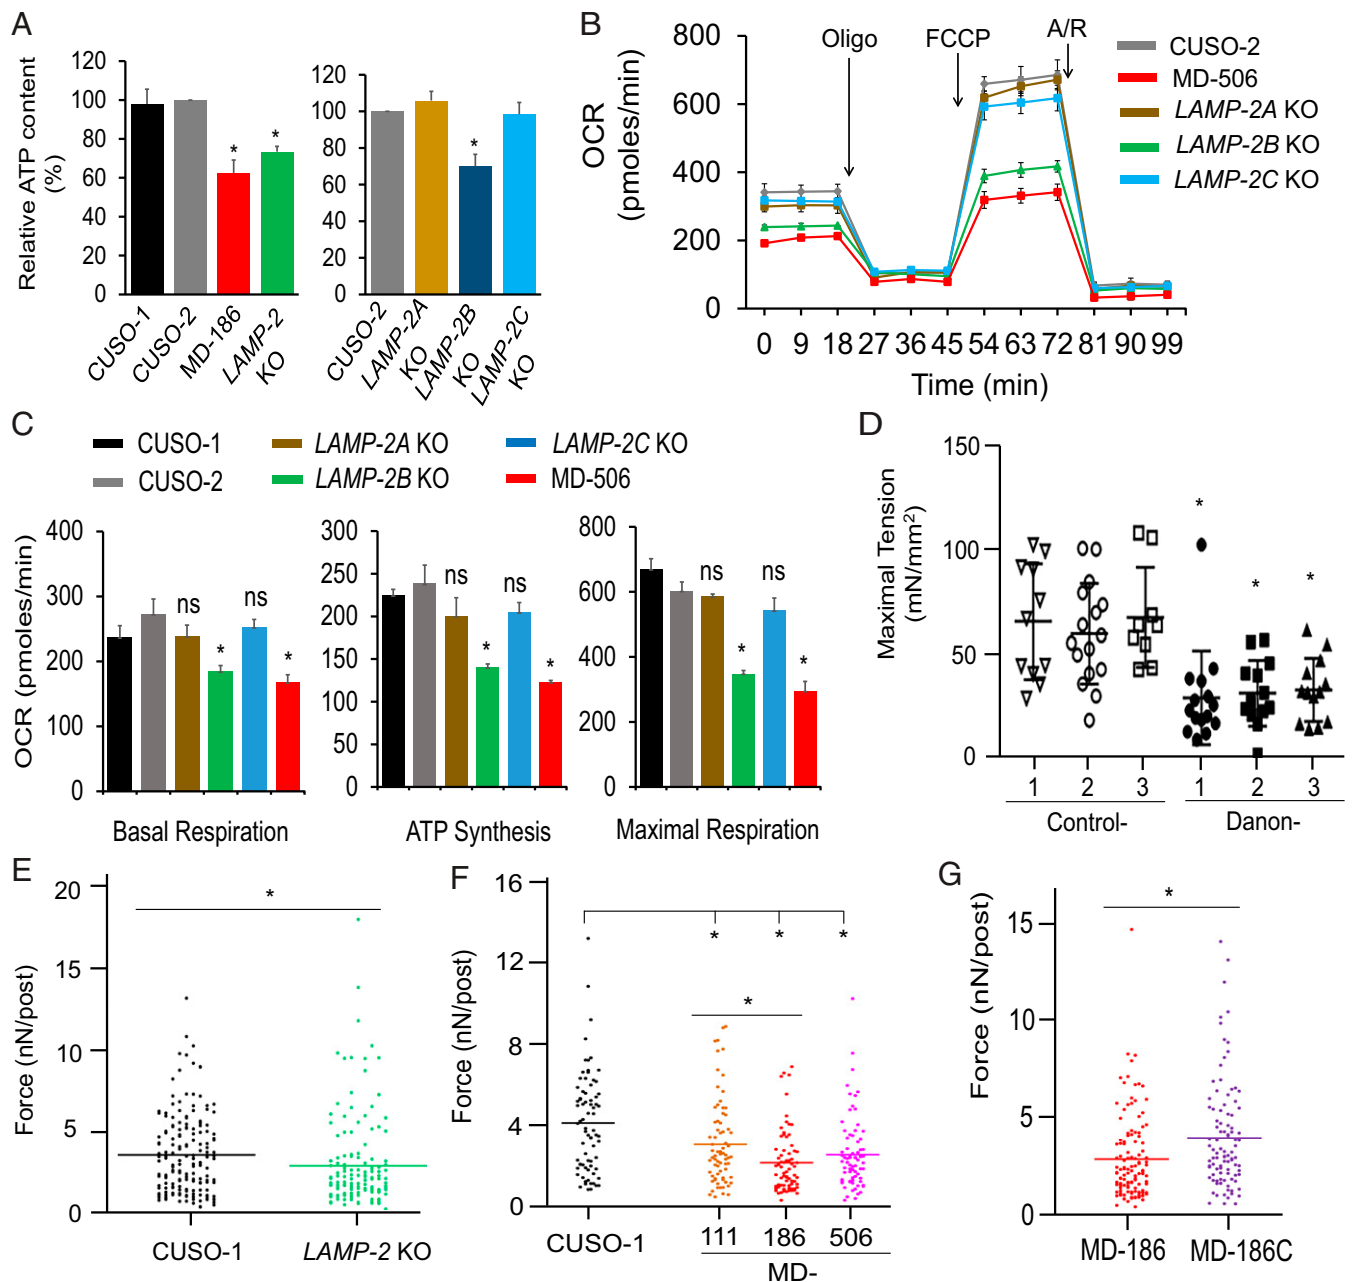 A
Relative ATP content
(%)
120
100
80
60
40
20
0
*
*
CUSO-1
CUSO-2
MD-186
LAMP-2
KO
120
100
80
60
40
20
0
*
CUSO-2
LAMP-2A
KO
LAMP-2B
KO
LAMP-2C
KO
B
OCR
(pmoles/min)
800
600
400
200
0
Oligo
FCCP
A/R
CUSO-2
MD-506
LAMP-2A KO
LAMP-2B KO
LAMP-2C KO
0 9 18 27 36 45 54 63 72 81 90 99
Time (min)
C
CUSO-1
LAMP-2A KO
LAMP-2C KO
CUSO-2
LAMP-2B KO
MD-506
OCR (pmoles/min)
400
300
200
100
0
ns
*
ns
*
Basal Respiration
300
250
200
150
100
50
0
ns
*
ns
*
ATP Synthesis
800
600
400
200
0
ns
*
ns
*
Maximal Respiration
D
Maximal Tension
(mN/mm²)
150
100
50
0
*
*
*
1 2 3 1 2 3
Control- Danon-
E
Force (nN/post)
20
15
10
5
0
*
CUSO-1 LAMP-2 KO
F
Force (nN/post)
16
12
8
4
0
* * *
*
CUSO-1 111 186 506
MD-
G
Force (nN/post)
15
10
5
0
*
MD-186 MD-186C